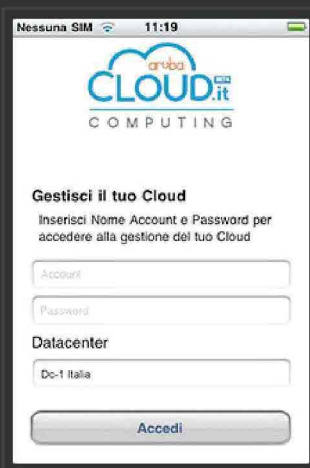 Nessuna SIM 11:19
aruba
CLOUD.it
BETA
COMPUTING
Gestisci il tuo Cloud
Inserisci Nome Account e Password per
accedere alla gestione del tuo Cloud
Account
Password
Datacenter
Dc-1 Italia
Accedi